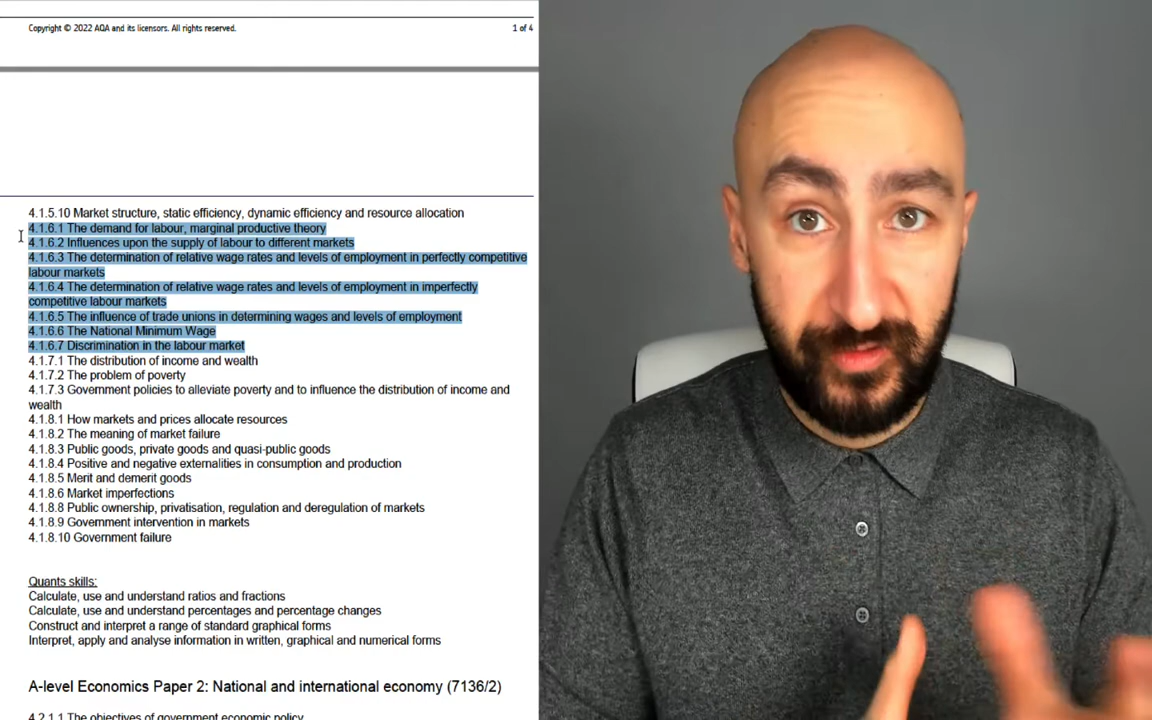 Copyright © 2022 AQA and its licensors. All rights reserved.
1 of 4
4.1.5.10 Market structure, static efficiency, dynamic efficiency and resource allocation
4.1.6.1 The demand for labour, marginal productive theory
4.1.6.2 Influences upon the supply of labour to different markets
4.1.6.3 The determination of relative wage rates and levels of employment in perfectly competitive
labour markets
4.1.6.4 The determination of relative wage rates and levels of employment in imperfectly
competitive labour markets
4.1.6.5 The influence of trade unions in determining wages and levels of employment
4.1.6.6 The National Minimum Wage
4.1.6.7 Discrimination in the labour market
4.1.7.1 The distribution of income and wealth
4.1.7.2 The problem of poverty
4.1.7.3 Government policies to alleviate poverty and to influence the distribution of income and
wealth
4.1.8.1 How markets and prices allocate resources
4.1.8.2 The meaning of market failure
4.1.8.3 Public goods, private goods and quasi-public goods
4.1.8.4 Positive and negative externalities in consumption and production
4.1.8.5 Merit and demerit goods
4.1.8.6 Market imperfections
4.1.8.8 Public ownership, privatisation, regulation and deregulation of markets
4.1.8.9 Government intervention in markets
4.1.8.10 Government failure
Quants skills:
Calculate, use and understand ratios and fractions
Calculate, use and understand percentages and percentage changes
Construct and interpret a range of standard graphical forms
Interpret, apply and analyse information in written, graphical and numerical forms
A-level Economics Paper 2: National and international economy (7136/2)
4.2.1.1 The objectives of government economic policy